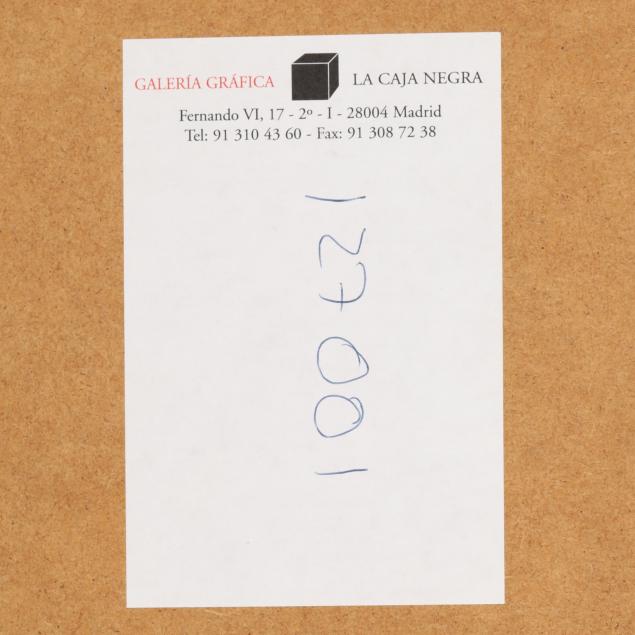 GALERÍA GRÁFICA LA CAJA NEGRA
Fernando VI, 17 - 2º - I - 28004 Madrid
Tel: 91 310 43 60 - Fax: 91 308 72 38
127001